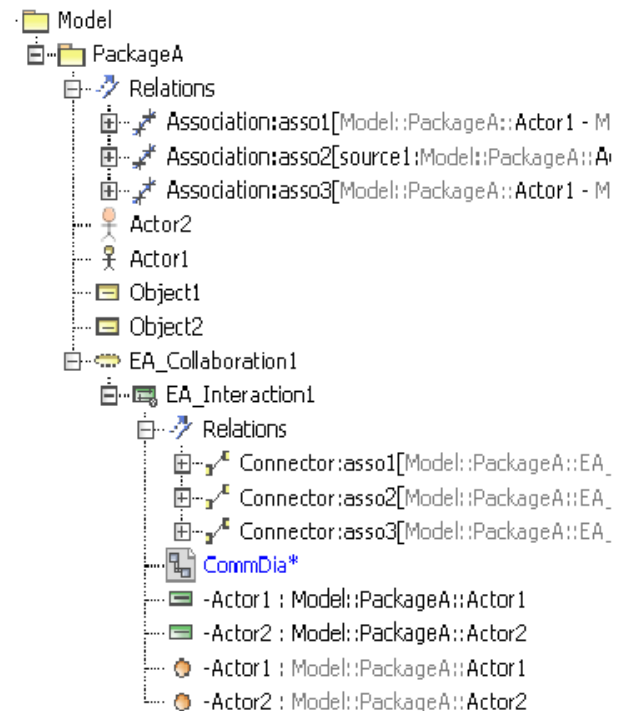 Model
PackageA
Relations
Association:asso1[Model::PackageA::Actor1 - M
Association:asso2[source1:Model::PackageA::A
Association:asso3[Model::PackageA::Actor1 - M
Actor2
Actor1
Object1
Object2
EA_Collaboration1
EA_Interaction1
Relations
Connector:asso1[Model::PackageA::EA_
Connector:asso2[Model::PackageA::EA_
Connector:asso3[Model::PackageA::EA_
CommDia*
-Actor1 : Model::PackageA::Actor1
-Actor2 : Model::PackageA::Actor2
-Actor1 : Model::PackageA::Actor1
-Actor2 : Model::PackageA::Actor2